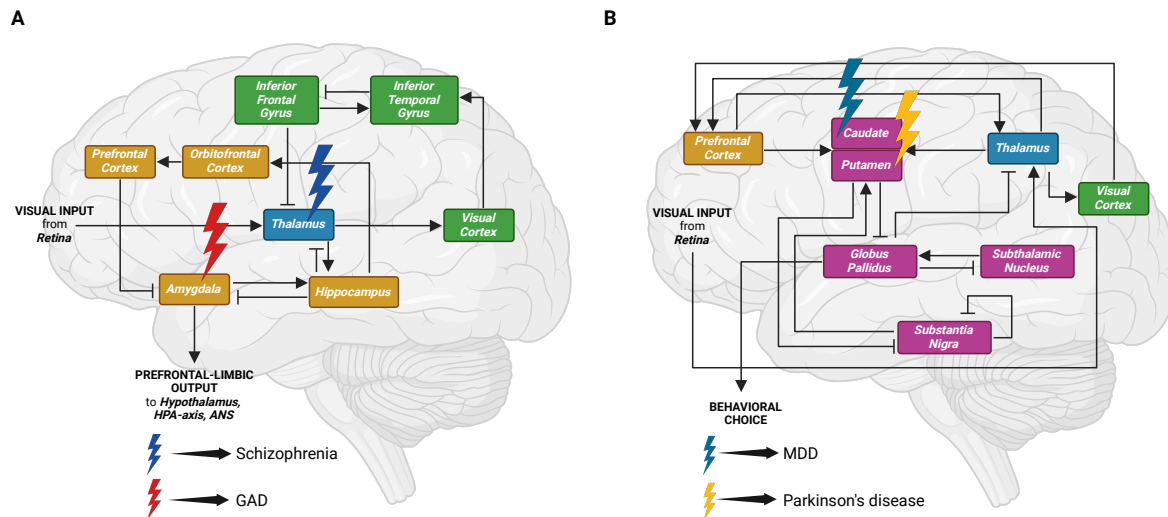 A
Inferior
Frontal
Gyrus
Inferior
Temporal
Gyrus
Prefrontal
Cortex
Orbitofrontal
Cortex
VISUAL INPUT
from
Retina
Thalamus
Visual
Cortex
Amygdala
Hippocampus
PREFRONTAL-LIMBIC
OUTPUT
to Hypothalamus,
HPA-axis, ANS
Schizophrenia
GAD
B
Prefrontal
Cortex
Caudate
Putamen
Thalamus
Visual
Cortex
VISUAL INPUT
from
Retina
Globus
Pallidus
Subthalamic
Nucleus
Substantia
Nigra
BEHAVIORAL
CHOICE
MDD
Parkinson's disease